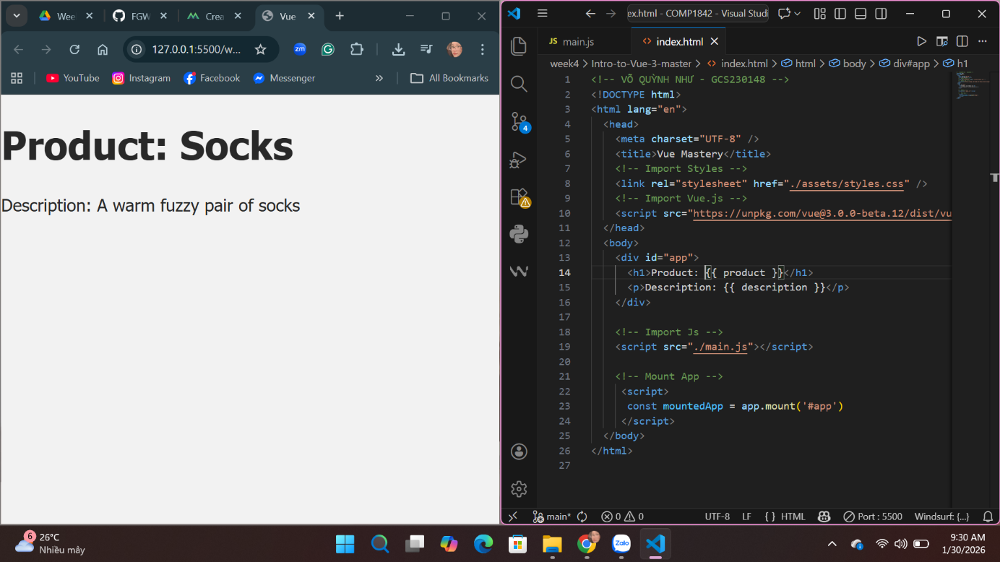 Wee
FGW
Crea
Vue
127.0.0.1:5500/w...
zm
YouTube
Instagram
Facebook
Messenger
»
All Bookmarks
Product: Socks
Description: A warm fuzzy pair of socks
ex.html - COMP1842 - Visual Studi
JS main.js
<> index.html
week4 > Intro-to-Vue-3-master > <> index.html > html > body > div#app > h1
1 <!-- VÕ QUỲNH NHƯ - GCS230148 -->
2 <!DOCTYPE html>
3 <html lang="en">
4 <head>
5 <meta charset="UTF-8" />
6 <title>Vue Mastery</title>
7 <!-- Import Styles -->
8 <link rel="stylesheet" href="./assets/styles.css" />
9 <!-- Import Vue.js -->
10 <script src="https://unpkg.com/vue@3.0.0-beta.12/dist/vu
11 </head>
12 <body>
13 <div id="app">
14 <h1>Product: {{ product }}</h1>
15 <p>Description: {{ description }}</p>
16 </div>
17
18 <!-- Import Js -->
19 <script src="./main.js"></script>
20
21 <!-- Mount App -->
22 <script>
23 const mountedApp = app.mount('#app')
24 </script>
25 </body>
26 </html>
27
4
main*
0
0
UTF-8
LF
{ } HTML
Port : 5500
Windsurf: {...}
6
26°C
Nhiều mây
Zalo
9:30 AM
1/30/2026